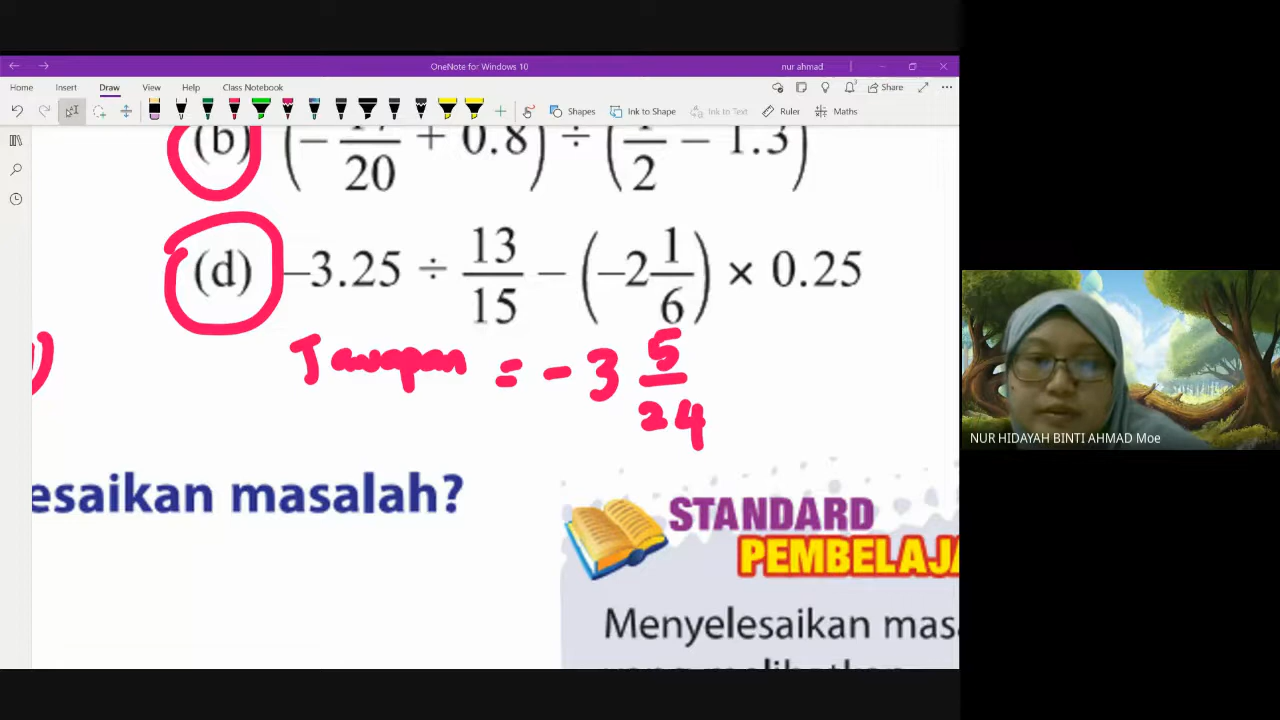 OneNote for Windows 10
nur ahmad
Home Insert Draw View Help Class Notebook
Share
Shapes Ink to Shape Ink to Text Ruler Maths
(b) (– 17/20 + 0.8) ÷ (1/2 – 1.3)
(d) –3.25 ÷ 13/15 – (–2 1/6) × 0.25
Jawapan = -3 5/24
esaikan masalah?
STANDARD
PEMBELAJA
Menyelesaikan mas
NUR HIDAYAH BINTI AHMAD Moe